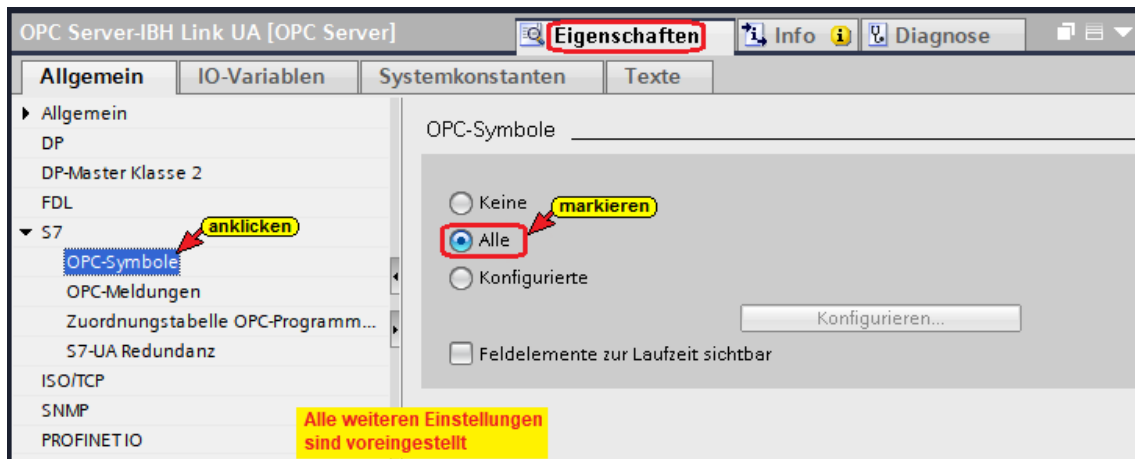 OPC Server-IBH Link UA [OPC Server]
Eigenschaften
Info
Diagnose
Allgemein
IO-Variablen
Systemkonstanten
Texte
Allgemein
DP
DP-Master Klasse 2
FDL
S7
anklicken
OPC-Symbole
OPC-Meldungen
Zuordnungstabelle OPC-Programm...
S7-UA Redundanz
ISO/TCP
SNMP
PROFINET IO
OPC-Symbole
Keine
markieren
Alle
Konfigurierte
Konfigurieren...
Feldelemente zur Laufzeit sichtbar
Alle weiteren Einstellungen
sind voreingestellt